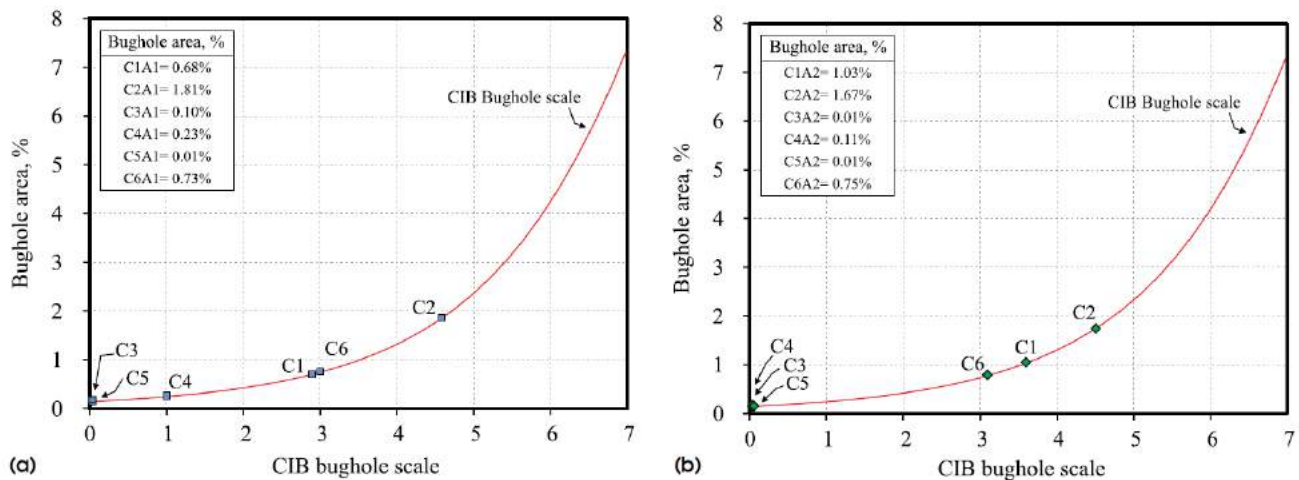 8
7
6
5
4
3
2
1
0
Bughole area, %
Bughole area, %
C1A1= 0.68%
C2A1= 1.81%
C3A1= 0.10%
C4A1= 0.23%
C5A1= 0.01%
C6A1= 0.73%
CIB Bughole scale
C2
C6
C1
C3
C5
C4
0 1 2 3 4 5 6 7
CIB bughole scale
(a)
8
7
6
5
4
3
2
1
0
Bughole area, %
Bughole area, %
C1A2= 1.03%
C2A2= 1.67%
C3A2= 0.01%
C4A2= 0.11%
C5A2= 0.01%
C6A2= 0.75%
CIB Bughole scale
C2
C1
C6
C4
C3
C5
0 1 2 3 4 5 6 7
CIB bughole scale
(b)